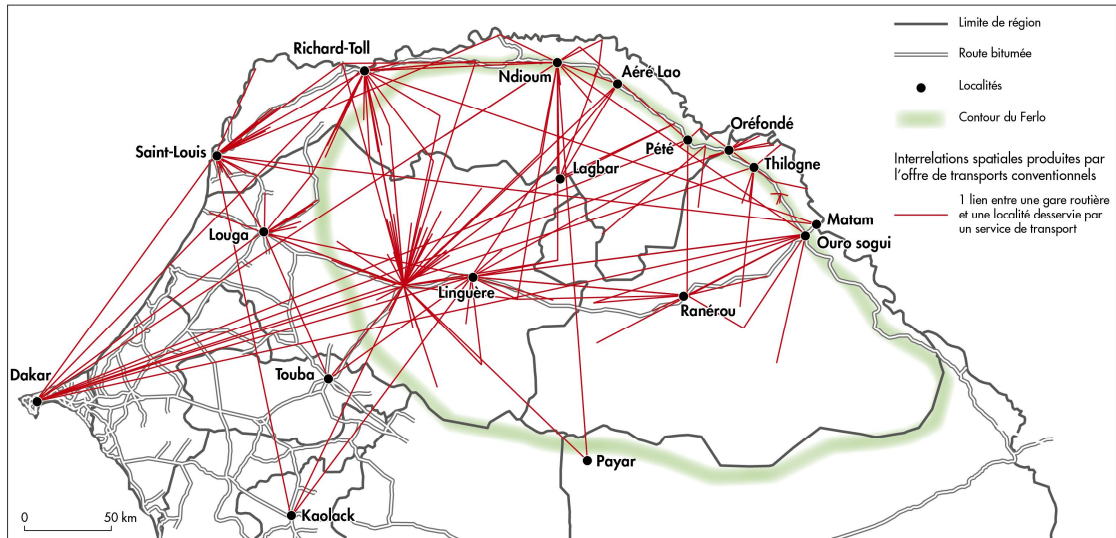 Limite de région
Route bitumée
Localités
Contour du Ferlo
Interrelations spatiales produites par
l'offre de transports conventionnels
1 lien entre une gare routière
et une localité desservie par
un service de transport
Richard-Toll
Ndioum
Aéré Lao
Oréfondé
Pété
Thilogne
Saint-Louis
Lagbar
Matam
Ouro sogui
Louga
Linguère
Ranérou
Touba
Dakar
Payar
Kaolack
0 50 km